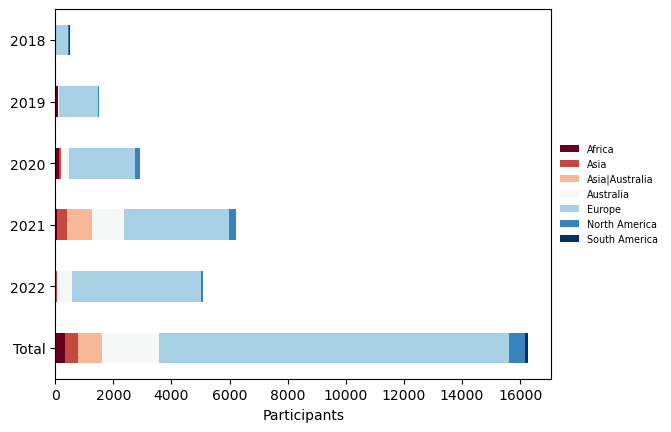 2018
2019
2020
2021
2022
Total
0 2000 4000 6000 8000 10000 12000 14000 16000
Participants
Africa
Asia
Asia|Australia
Australia
Europe
North America
South America